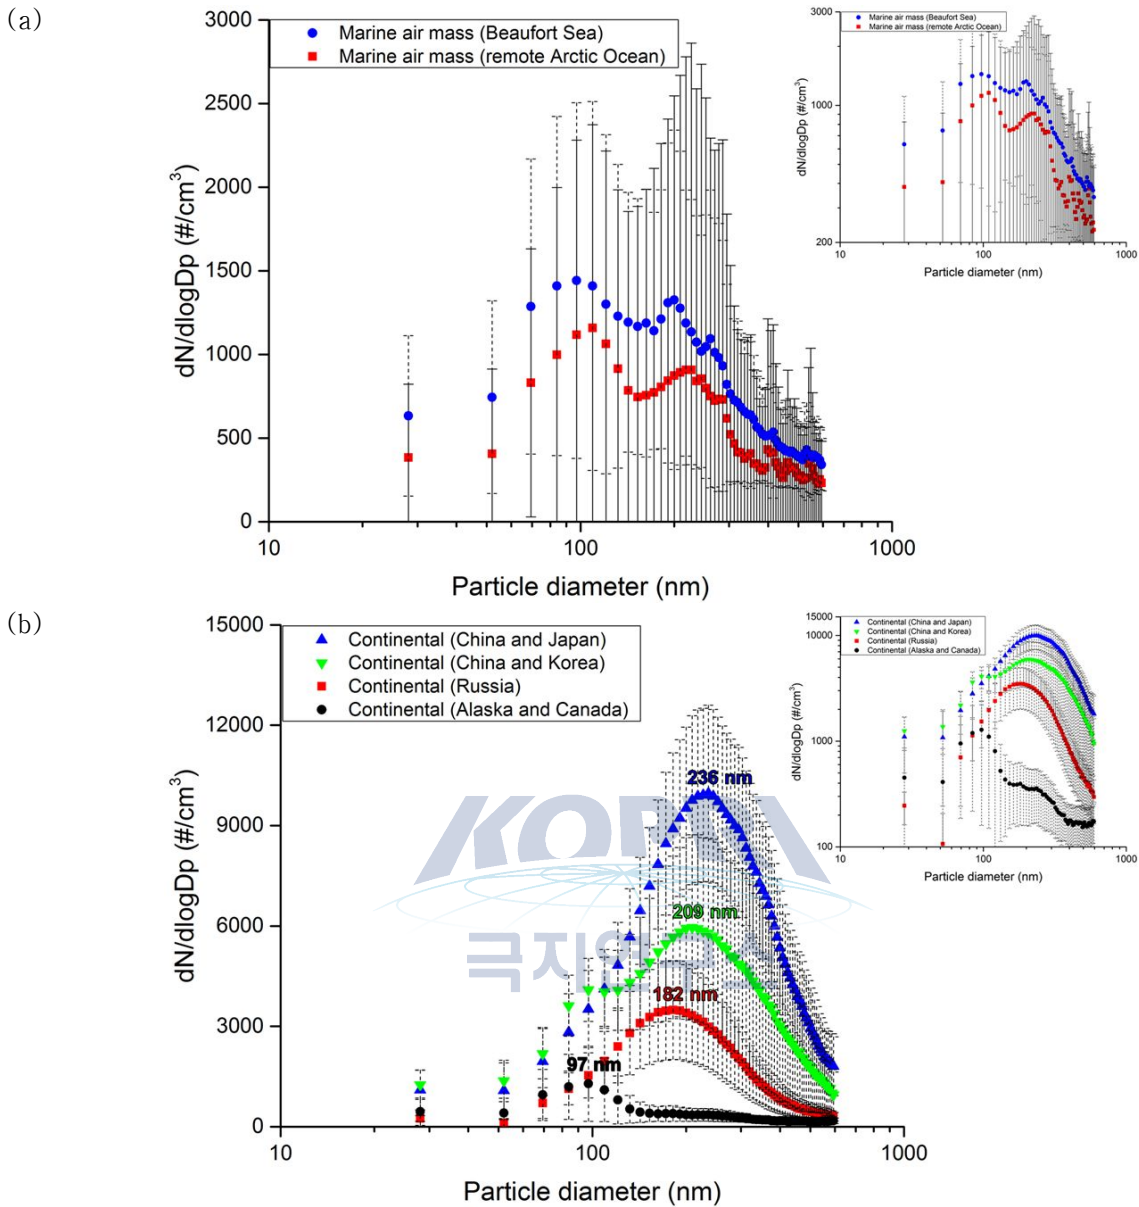 (a)
3000
2500
2000
1500
1000
500
0
10
100
1000
dN/dlogDp (#/cm³)
Particle diameter (nm)
Marine air mass (Beaufort Sea)
Marine air mass (remote Arctic Ocean)
3000
1000
200
10
100
1000
dN/dlogDp (#/cm³)
Particle diameter (nm)
Marine air mass (Beaufort Sea)
Marine air mass (remote Arctic Ocean)
(b)
15000
12000
9000
6000
3000
0
10
100
1000
dN/dlogDp (#/cm³)
Particle diameter (nm)
Continental (China and Japan)
Continental (China and Korea)
Continental (Russia)
Continental (Alaska and Canada)
236 nm
209 nm
182 nm
97 nm
15000
10000
1000
100
10
100
1000
dN/dlogDp (#/cm³)
Particle diameter (nm)
Continental (China and Japan)
Continental (China and Korea)
Continental (Russia)
Continental (Alaska and Canada)
극지연구소